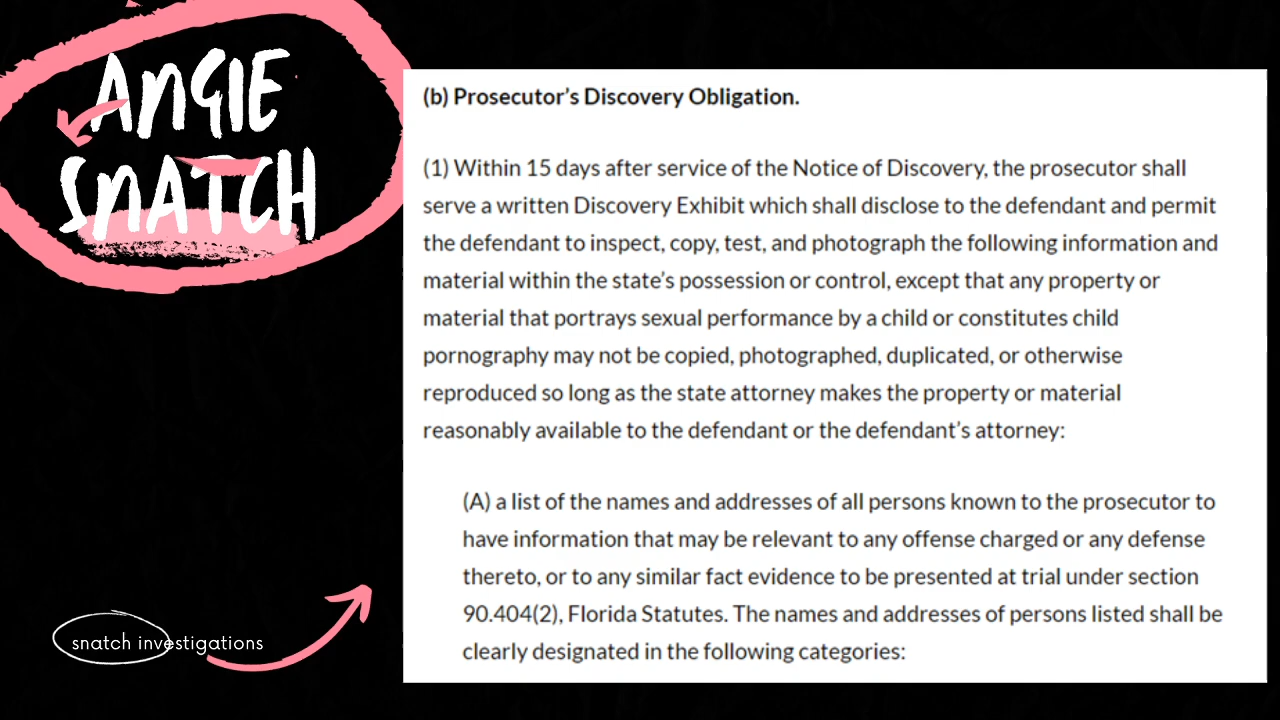 ANGIE
SNATCH
(b) Prosecutor’s Discovery Obligation.
(1) Within 15 days after service of the Notice of Discovery, the prosecutor shall
serve a written Discovery Exhibit which shall disclose to the defendant and permit
the defendant to inspect, copy, test, and photograph the following information and
material within the state’s possession or control, except that any property or
material that portrays sexual performance by a child or constitutes child
pornography may not be copied, photographed, duplicated, or otherwise
reproduced so long as the state attorney makes the property or material
reasonably available to the defendant or the defendant’s attorney:
(A) a list of the names and addresses of all persons known to the prosecutor to
have information that may be relevant to any offense charged or any defense
thereto, or to any similar fact evidence to be presented at trial under section
90.404(2), Florida Statutes. The names and addresses of persons listed shall be
clearly designated in the following categories:
snatch investigations